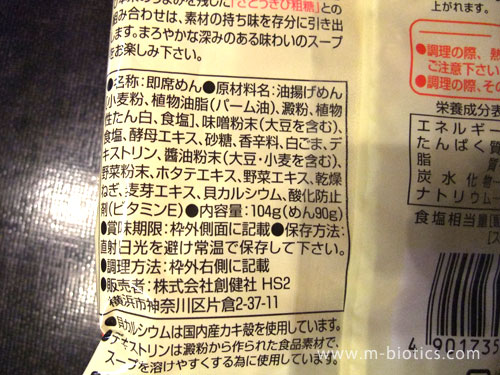 「さとうきび粗糖」との
組み合わせは、素材の持ち味を存分に引き出
します。まろやかな深みのある味わいのスープ
をお楽しみ下さい。
●名称：即席めん●原材料名：油揚げめん
[小麦粉、植物油脂(パーム油)、澱粉、植物
性たん白、食塩]、味噌粉末(大豆を含む)、
食塩、酵母エキス、砂糖、香辛料、白ごま、デ
キストリン、醬油粉末(大豆・小麦を含む)、
野菜粉末、ホタテエキス、野菜エキス、乾燥
ねぎ、麦芽エキス、貝カルシウム、酸化防止
剤(ビタミンE)●内容量：104g(めん90g)
●賞味期限：枠外側面に記載●保存方法：
直射日光を避け常温で保存して下さい。
●調理方法：枠外右側に記載
●販売者：株式会社創健社 HS2
横浜市神奈川区片倉2-37-11
●貝カルシウムは国内産カキ殻を使用しています。
●デキストリンは澱粉から作られた食品素材で、
スープを溶けやすくする為に使用しています。
上がれます。
●調理の際、熱
ご注意下さい
●調理の際、その
栄養成分表
エネルギー
たんぱく質
脂質
炭水化
ナトリウム
食塩相当量
4 901735
www.m-biotics.com